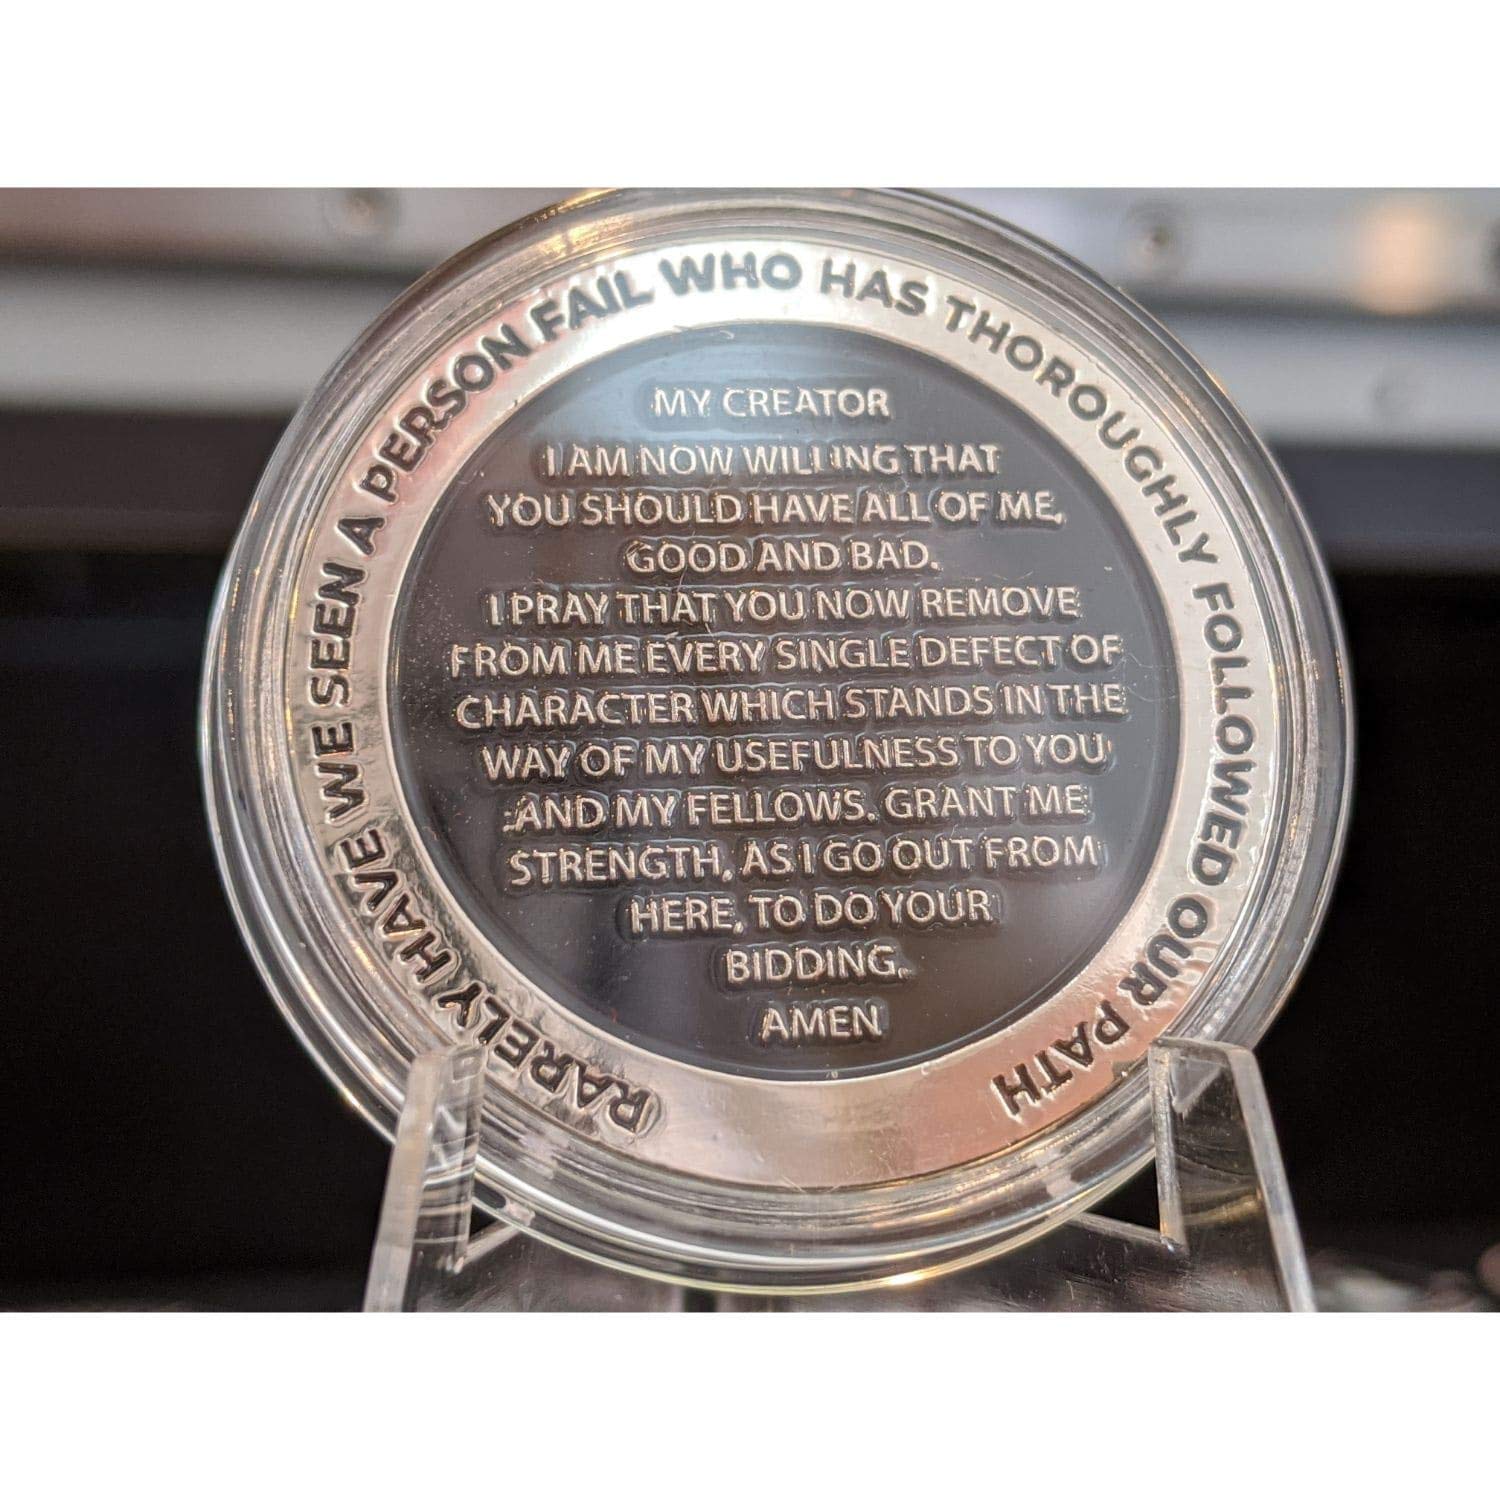 RARELY HAVE WE SEEN A PERSON FAIL WHO HAS THOROUGHLY FOLLOWED OUR PATH
MY CREATOR
I AM NOW WILLING THAT
YOU SHOULD HAVE ALL OF ME,
GOOD AND BAD.
I PRAY THAT YOU NOW REMOVE
FROM ME EVERY SINGLE DEFECT OF
CHARACTER WHICH STANDS IN THE
WAY OF MY USEFULNESS TO YOU
AND MY FELLOWS. GRANT ME
STRENGTH, AS I GO OUT FROM
HERE, TO DO YOUR
BIDDING.
AMEN